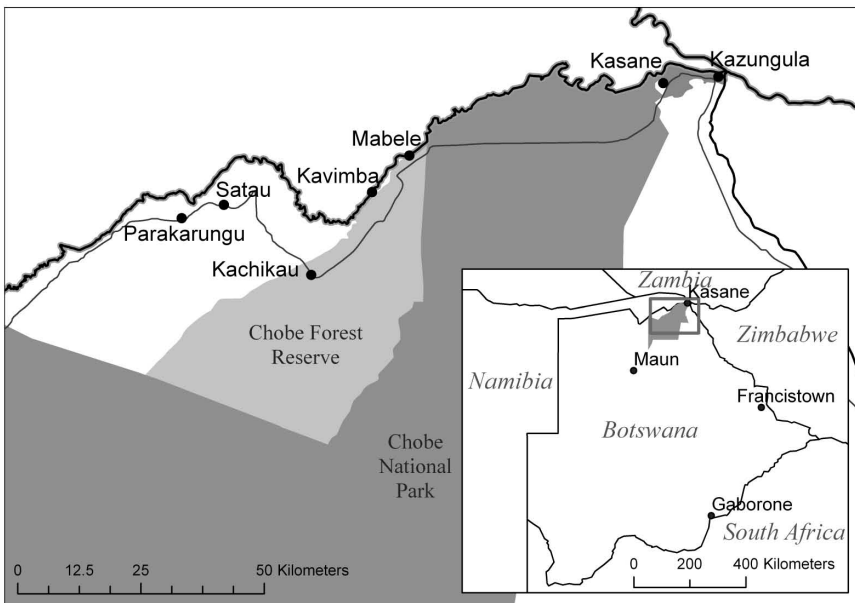 Kasane
Kazungula
Mabele
Kavimba
Satau
Parakarungu
Kachikau
Chobe Forest
Reserve
Chobe
National
Park
0 12.5 25 50 Kilometers
Zambia
Kasane
Zimbabwe
Maun
Namibia
Francistown
Botswana
Gaborone
South Africa
0 200 400 Kilometers